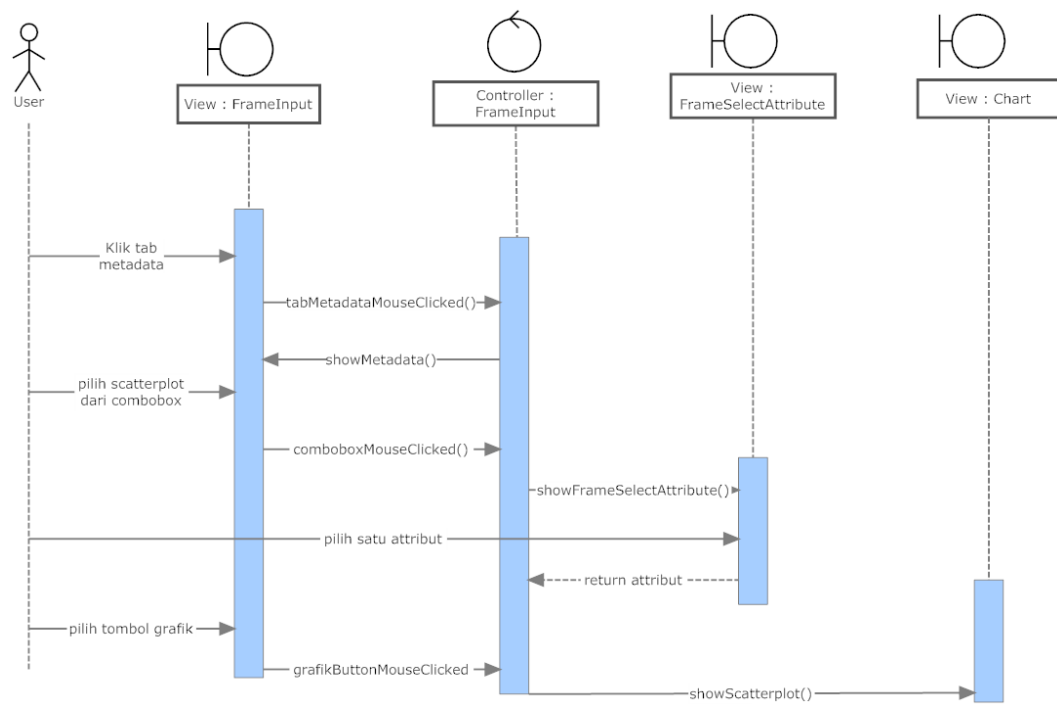 User
View : FrameInput
Controller :
FrameInput
View :
FrameSelectAttribute
View : Chart
Klik tab
metadata
tabMetadataMouseClicked()
showMetadata()
pilih scatterplot
dari combobox
comboboxMouseClicked()
showFrameSelectAttribute()
pilih satu attribut
return attribut
pilih tombol grafik
grafikButtonMouseClicked
showScatterplot()